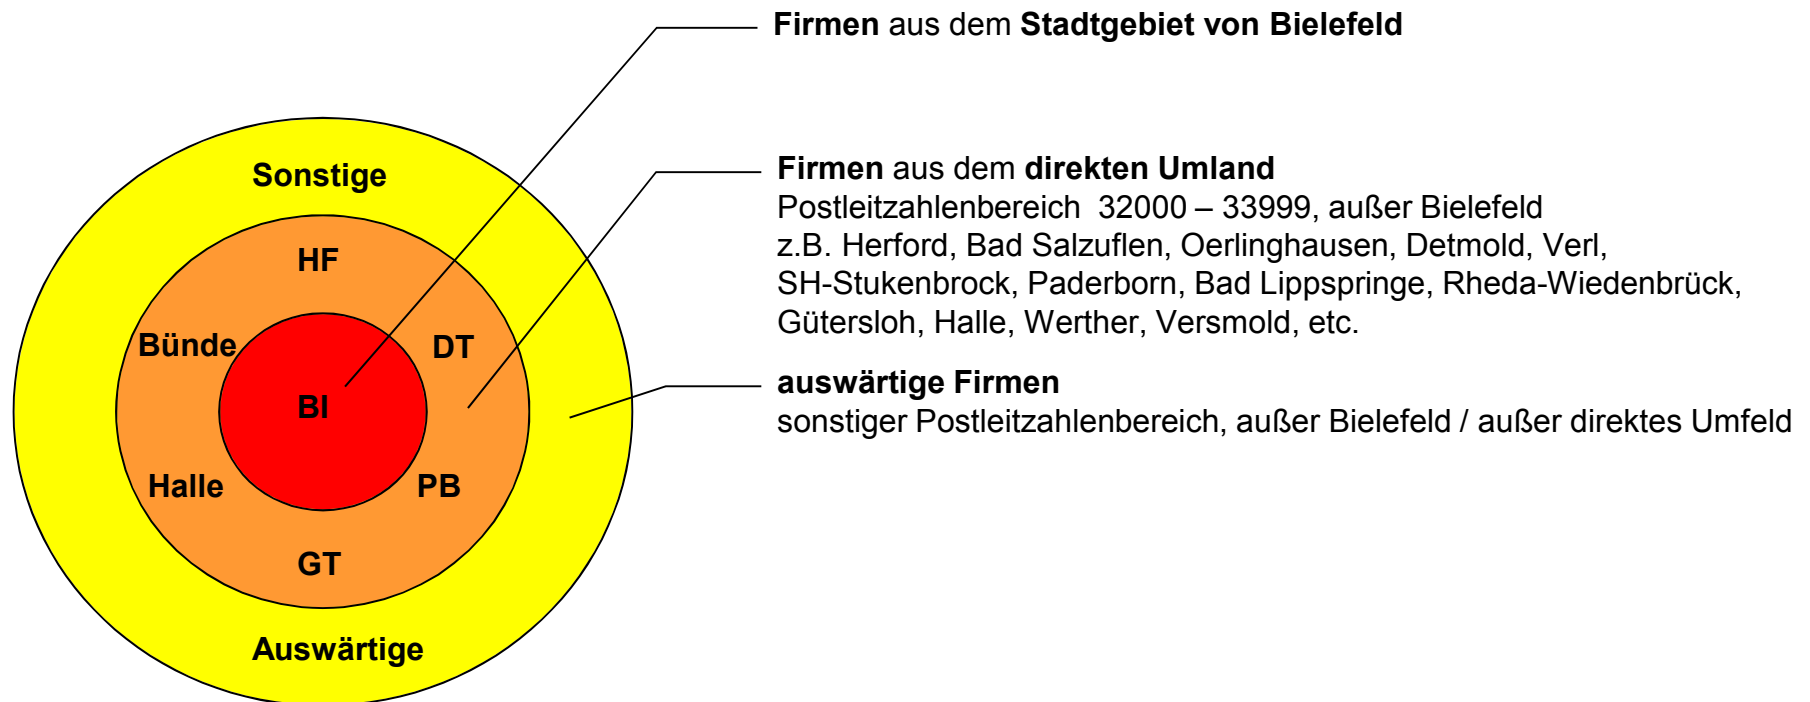 Firmen aus dem Stadtgebiet von Bielefeld
Firmen aus dem direkten Umland
Postleitzahlenbereich 32000 – 33999, außer Bielefeld
z.B. Herford, Bad Salzuflen, Oerlinghausen, Detmold, Verl,
SH-Stukenbrock, Paderborn, Bad Lippspringe, Rheda-Wiedenbrück,
Gütersloh, Halle, Werther, Versmold, etc.
auswärtige Firmen
sonstiger Postleitzahlenbereich, außer Bielefeld / außer direktes Umfeld
Sonstige
HF
Bünde
DT
BI
Halle
PB
GT
Auswärtige